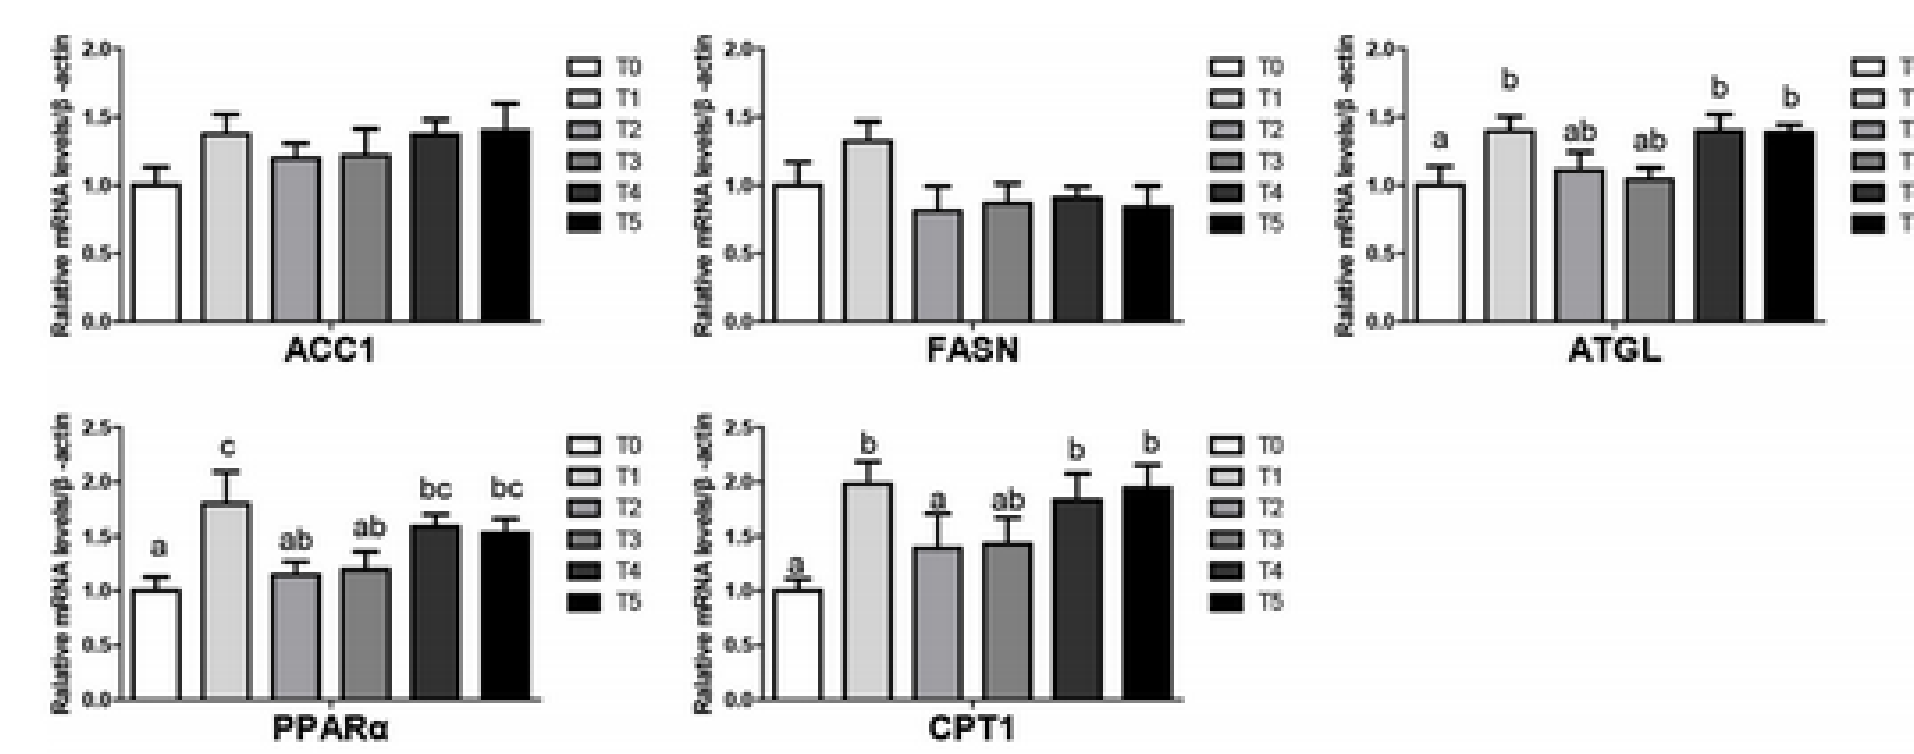 Ralative mRNA levels/β -actin
2.0
1.5
1.0
0.5
0.0
ACC1
T0
T1
T2
T3
T4
T5
Ralative mRNA levels/β -actin
2.0
1.5
1.0
0.5
0.0
FASN
T0
T1
T2
T3
T4
T5
Ralative mRNA levels/β -actin
2.0
1.5
1.0
0.5
0.0
a
b
ab
ab
b
b
ATGL
T
T
T
T
T
T
Ralative mRNA levels/β -actin
2.5
2.0
1.5
1.0
0.5
0.0
a
c
ab
ab
bc
bc
PPARα
T0
T1
T2
T3
T4
T5
Ralative mRNA levels/β -actin
2.5
2.0
1.5
1.0
0.5
0.0
a
b
a
ab
b
b
CPT1
T0
T1
T2
T3
T4
T5